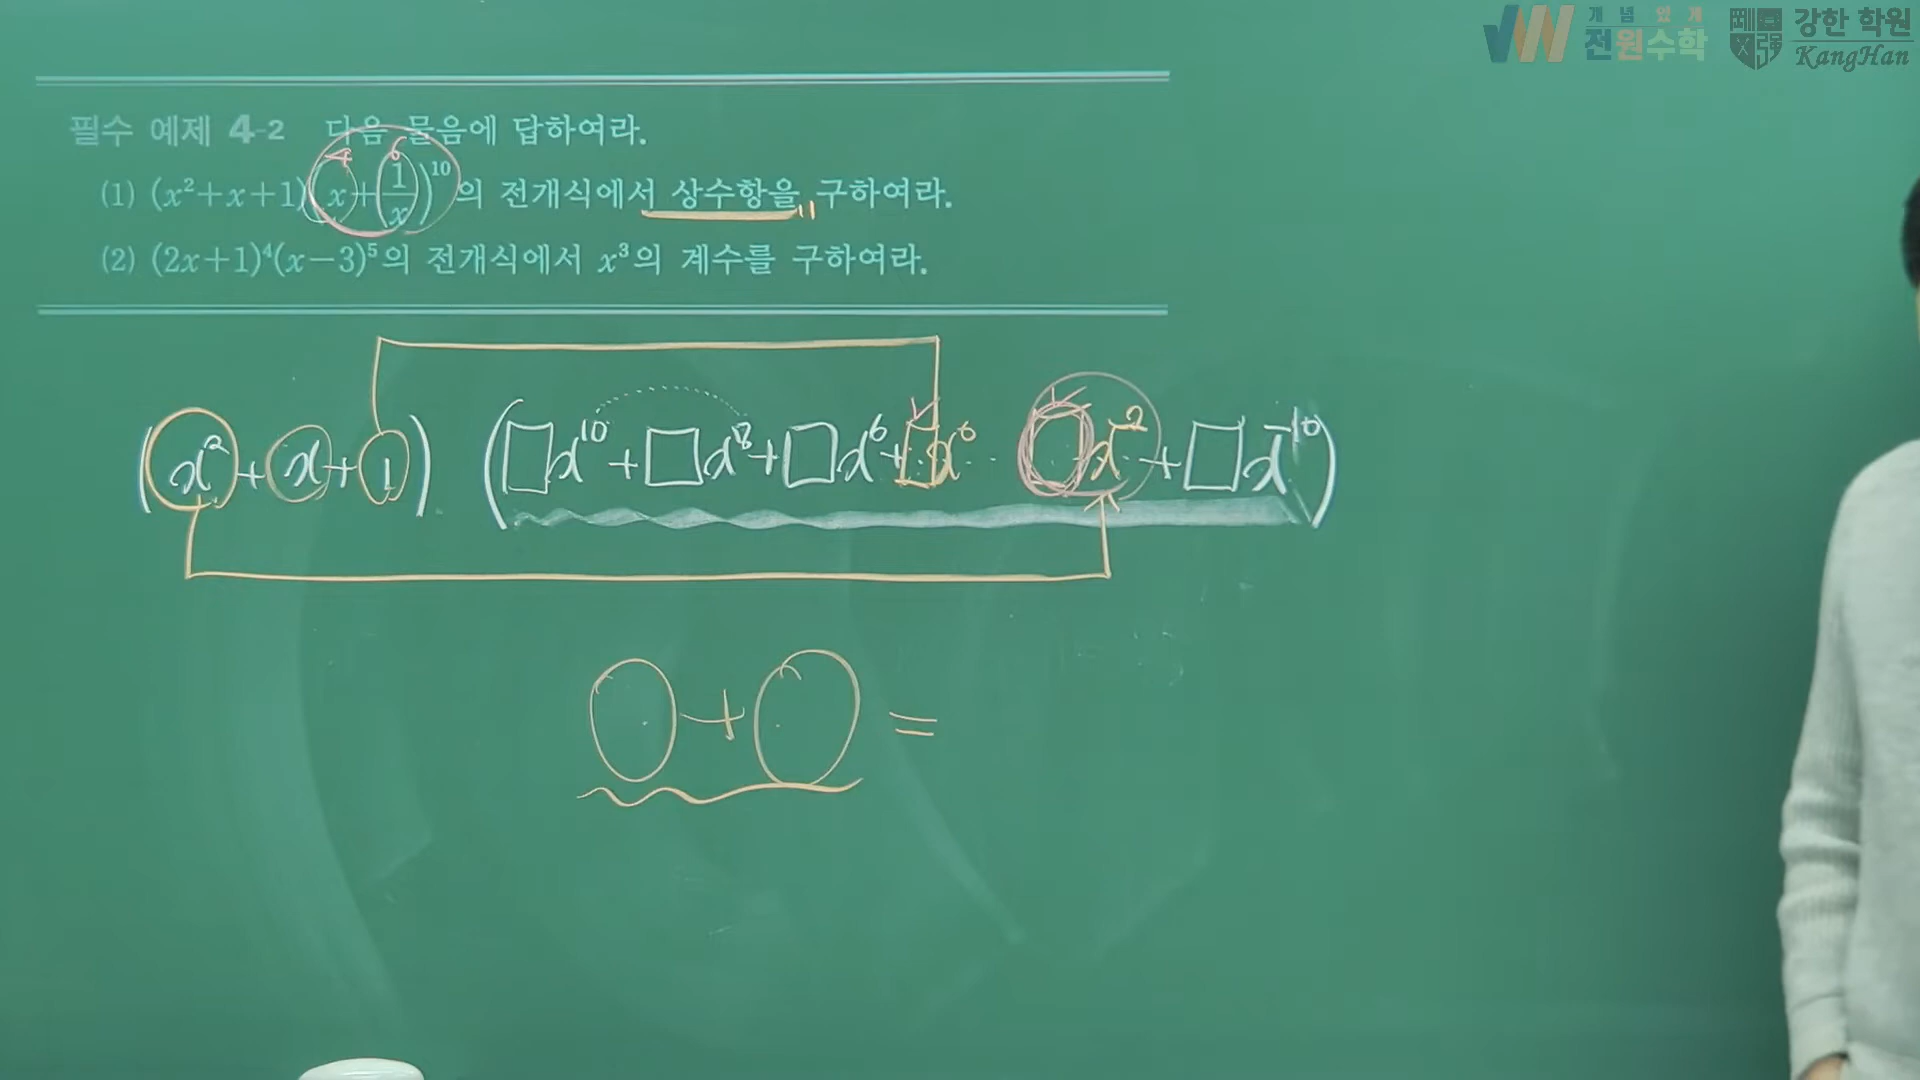 개념 있게
전원수학
강한 학원
KangHan
필수 예제 4-2 다음 물음에 답하여라.
4 6
(1) (x²+x+1)(x+1/x)¹⁰의 전개식에서 상수항을 구하여라.
(2) (2x+1)⁴(x−3)⁵의 전개식에서 x³의 계수를 구하여라.
(x²+x+1) (□x¹⁰+□x⁸+□x⁶+□x⁰ ··· □x⁻²+□x⁻¹⁰)
○+○=